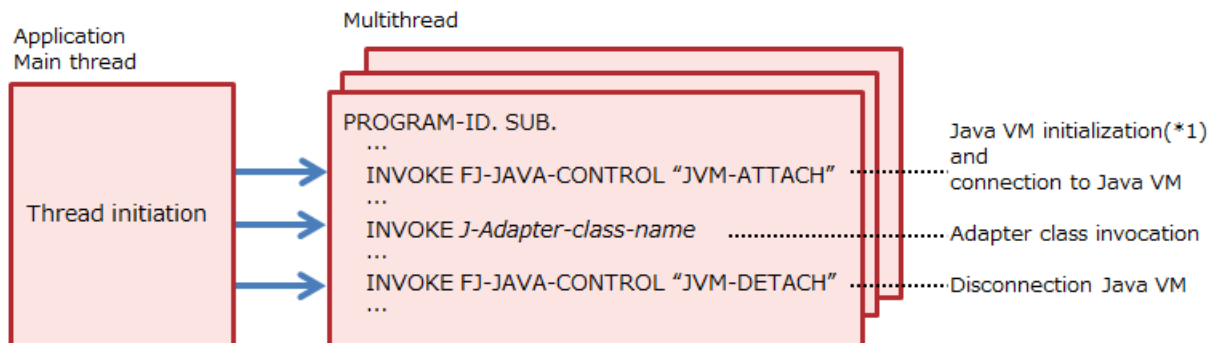 Application
Main thread
Thread initiation
Multithread
PROGRAM-ID. SUB.
...
INVOKE FJ-JAVA-CONTROL “JVM-ATTACH”
...
INVOKE J-Adapter-class-name
...
INVOKE FJ-JAVA-CONTROL “JVM-DETACH”
...
Java VM initialization(*1)
and
connection to Java VM
Adapter class invocation
Disconnection Java VM